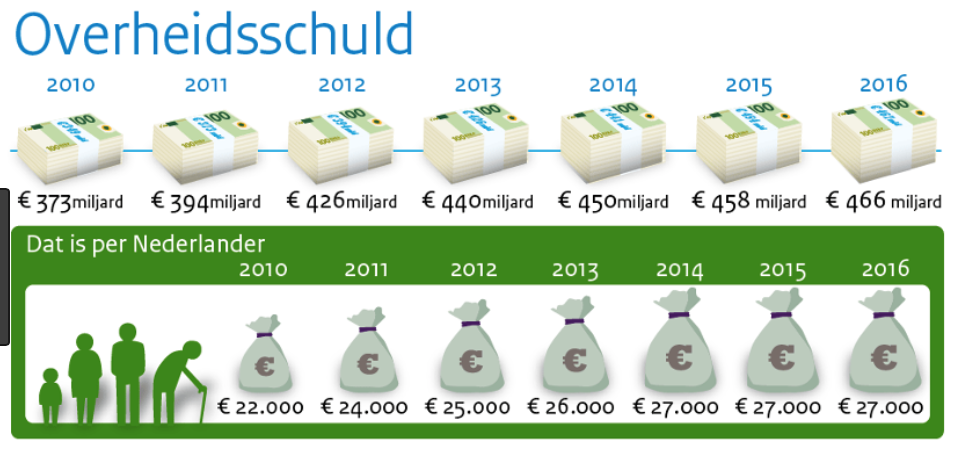 Overheidsschuld
2010 2011 2012 2013 2014 2015 2016
€ 373miljard € 394miljard € 426miljard € 440miljard € 450miljard € 458 miljard € 466 miljard
Dat is per Nederlander
2010 2011 2012 2013 2014 2015 2016
€ € € € € € €
€ 22.000 € 24.000 € 25.000 € 26.000 € 27.000 € 27.000 € 27.000